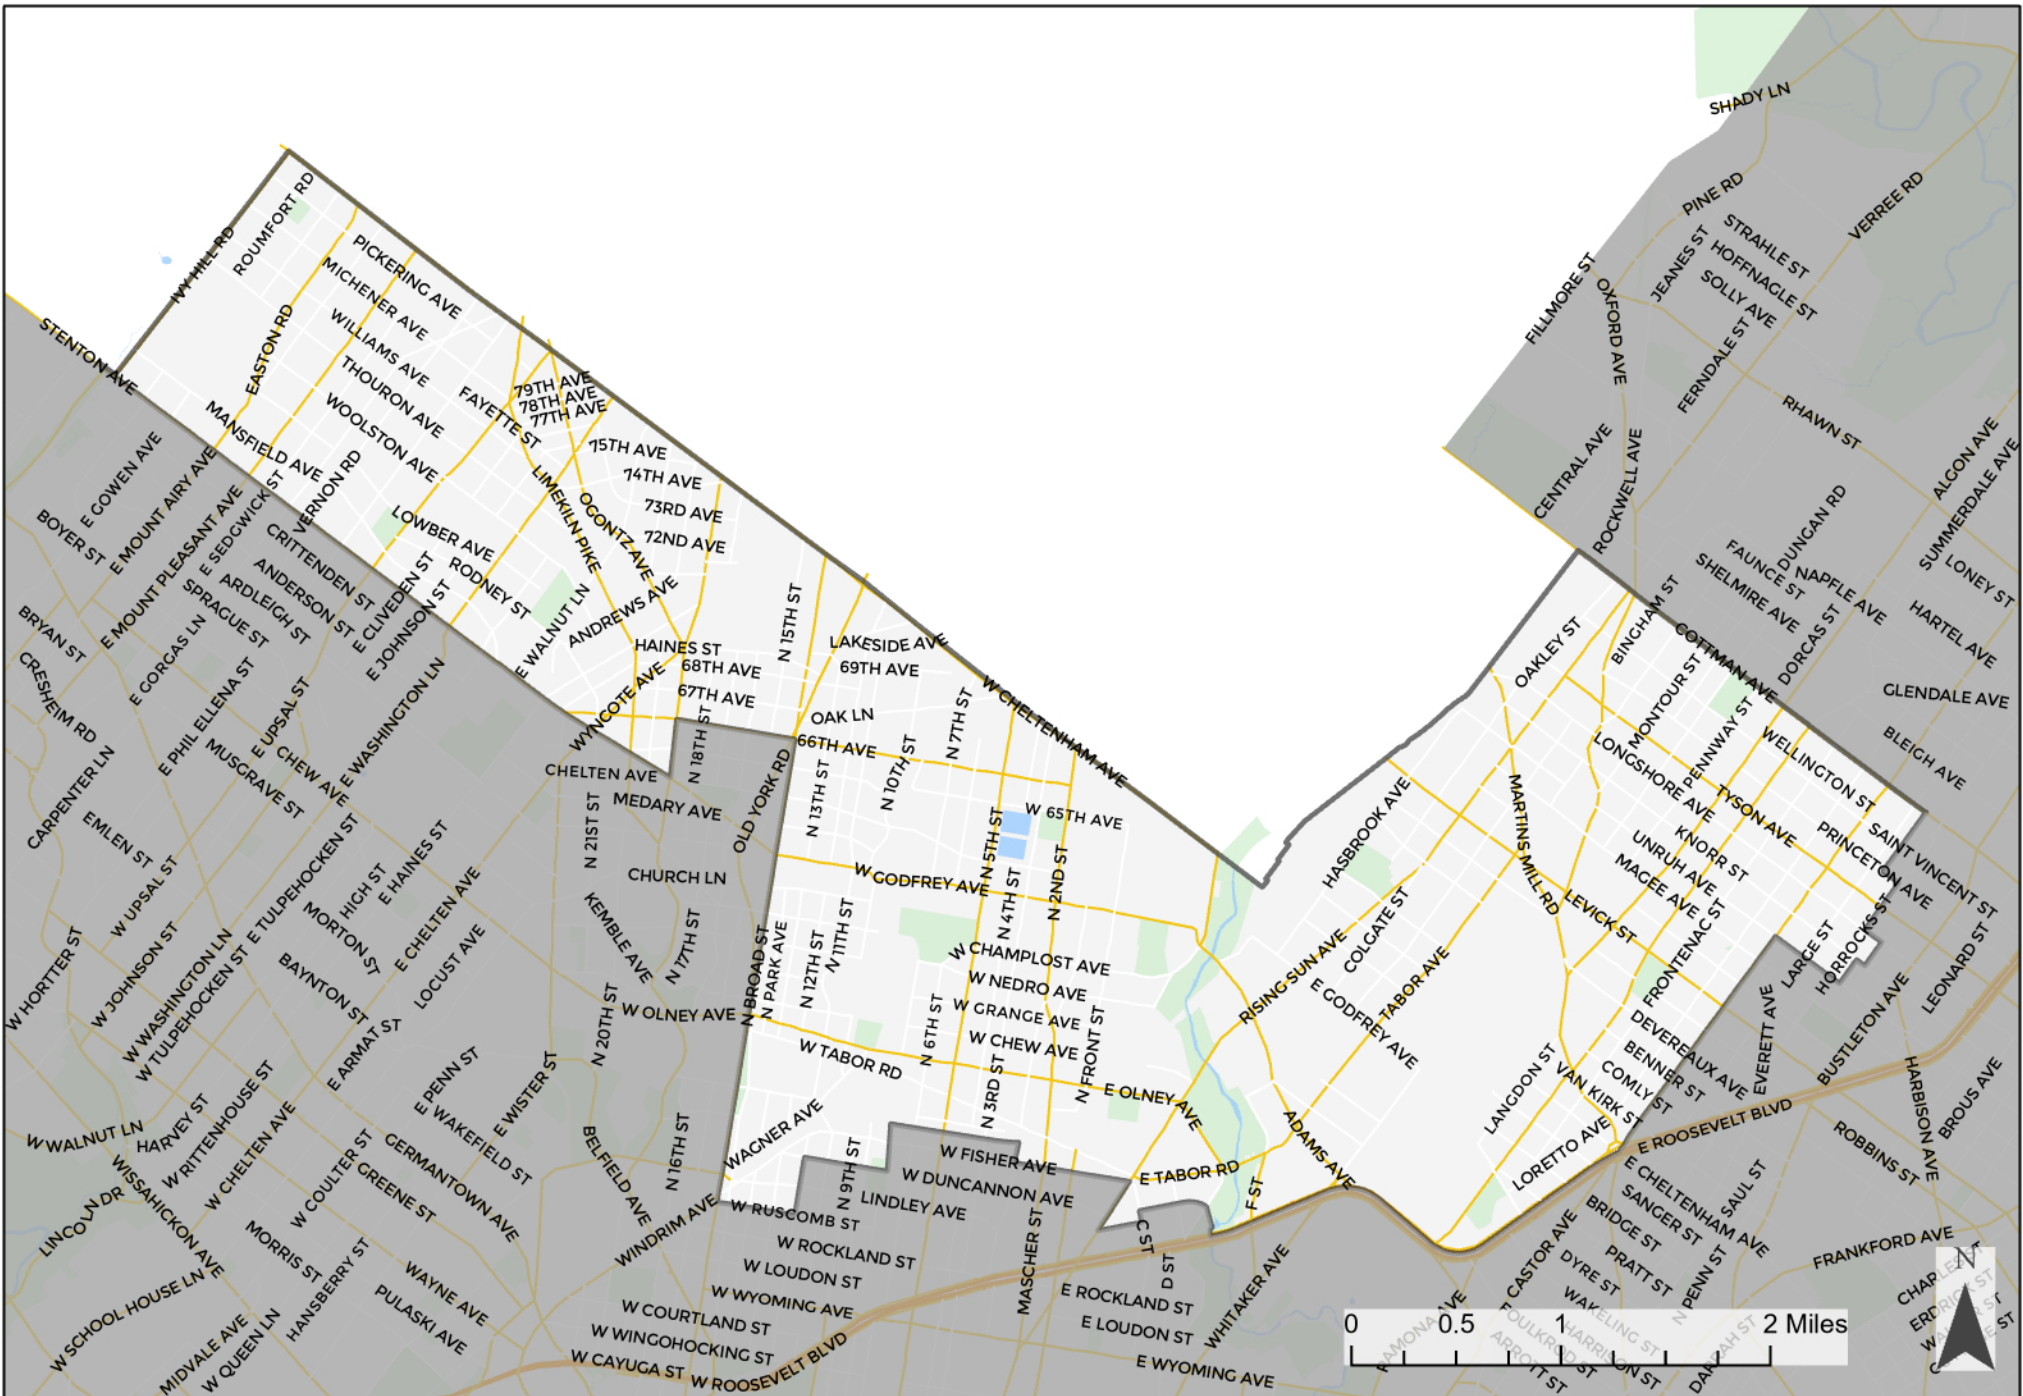 SHADY LN
PINE RD
VERREE RD
STRAHLE ST
HOFFNAGLE ST
JEANES ST
SOLLY AVE
FILLMORE ST
OXFORD AVE
FERNDALE ST
RHAWN ST
ALGON AVE
CENTRAL AVE
ROCKWELL AVE
SUMMERDALE AVE
DUNGAN RD
FAUNCE ST
NAPFLE AVE
SHELMIRE AVE
LONEY ST
HARTEL AVE
DORCAS ST
GLENDALE AVE
BLEIGH AVE
ROUMFORT RD
IVY HILL RD
PICKERING AVE
MICHENER AVE
EASTON RD
WILLIAMS AVE
STENTON AVE
THOURON AVE
79TH AVE
78TH AVE
77TH AVE
FAYETTE ST
WOOLSTON AVE
MANSFIELD AVE
75TH AVE
74TH AVE
73RD AVE
72ND AVE
LIMEKILN PIKE
OGONTZ AVE
VERNON RD
LOWBER AVE
RODNEY ST
E GOWEN AVE
E MOUNT AIRY AVE
BOYER ST
E MOUNT PLEASANT AVE
E SEDGWICK ST
CRITTENDEN ST
ANDERSON ST
ARDLEIGH ST
SPRAGUE ST
E CLIVEDEN ST
E JOHNSON ST
E WALNUT LN
ANDREWS AVE
HAINES ST
68TH AVE
67TH AVE
WYNCOTE AVE
N 15TH ST
LAKESIDE AVE
69TH AVE
OAK LN
66TH AVE
W CHELTENHAM AVE
N 7TH ST
N 18TH ST
N 10TH ST
N 13TH ST
OLD YORK RD
BRYAN ST
CRESHEIM RD
E GORGAS LN
E PHIL ELLENA ST
E UPSAL ST
MUSGRAVE ST
CHEW AVE
E WASHINGTON LN
CARPENTER LN
EMLEN ST
CHELTEN AVE
MEDARY AVE
N 21ST ST
CHURCH LN
W 65TH AVE
N 5TH ST
W GODFREY AVE
N 4TH ST
N 2ND ST
W UPSAL ST
HIGH ST
E HAINES ST
MORTON ST
E TULPEHOCKEN ST
E CHELTEN AVE
LOCUST AVE
KEMBLE AVE
N 17TH ST
N BROAD ST
N PARK AVE
N 12TH ST
N 11TH ST
W CHAMPLOST AVE
W NEDRO AVE
W GRANGE AVE
W CHEW AVE
W HORTTER ST
W JOHNSON ST
W WASHINGTON LN
W TULPEHOCKEN ST
BAYNTON ST
E ARMAT ST
N 20TH ST
W OLNEY AVE
W TABOR RD
N 6TH ST
N 3RD ST
N FRONT ST
E OLNEY AVE
OAKLEY ST
BINGHAM ST
COTTMAN AVE
MONTOUR ST
PENNWAY ST
LONGSHORE AVE
WELLINGTON ST
TYSON AVE
PRINCETON AVE
SAINT VINCENT ST
KNORR ST
UNRUH AVE
MAGEE AVE
HASBROOK AVE
MARTINS MILL RD
LEVICK ST
COLGATE ST
RISING SUN AVE
E GODFREY AVE
TABOR AVE
FRONTENAC ST
LARGE ST
HORROCKS ST
LEONARD ST
BUSTLETON AVE
EVERETT AVE
DEVEREAUX AVE
BENNER ST
COMLY ST
VAN KIRK ST
LANGDON ST
LORETTO AVE
ADAMS AVE
E ROOSEVELT BLVD
HARBISON AVE
BROUS AVE
ROBBINS ST
W WALNUT LN
HARVEY ST
W RITTENHOUSE ST
E PENN ST
E WISTER ST
WAKEFIELD ST
WISSAHICKON AVE
LINCOLN DR
W CHELTEN AVE
W COULTER ST
GERMANTOWN AVE
GREENE ST
BELFIELD AVE
N 16TH ST
WAGNER AVE
N 9TH ST
W FISHER AVE
W DUNCANNON AVE
LINDLEY AVE
E TABOR RD
F ST
C ST
D ST
MASCHER ST
W RUSCOMB ST
WINDRIM AVE
W ROCKLAND ST
W LOUDON ST
W WYOMING AVE
W COURTLAND ST
W WINGOHOCKING ST
W CAYUGA ST
W ROOSEVELT BLVD
W SCHOOL HOUSE LN
MORRIS ST
HANSBERRY ST
WAYNE AVE
PULASKI AVE
MIDVALE AVE
W QUEEN LN
E ROCKLAND ST
E LOUDON ST
E WYOMING AVE
WHITAKER AVE
E CHELTENHAM AVE
SANGER ST
BRIDGE ST
SAUL ST
CASTOR AVE
PRATT ST
DYRE ST
N PENN ST
WAKELING ST
FOULKROD ST
HARRISON ST
ARROTT ST
DARRAH ST
RAMONA AVE
FRANKFORD AVE
N
0 0.5 1 2 Miles